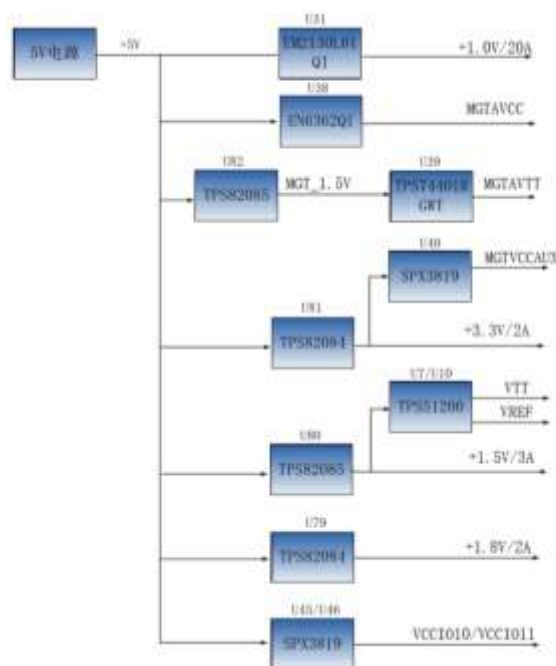 U31
5V电源
+5V
EM2130L01
QI
+1.0V/20A
U38
EN6362QI
MGTAVCC
U82
TPS82085
MGT_1.5V
U39
TPS74401R
GWT
MGTAVTT
U40
SPX3819
MGTVCCAUX
U81
TPS82084
+3.3V/2A
U7/U10
TPS51200
VTT
VREF
U80
TPS82085
+1.5V/3A
U79
TPS82084
+1.8V/2A
U45/U46
SPX3819
VCCIO10/VCCIO11